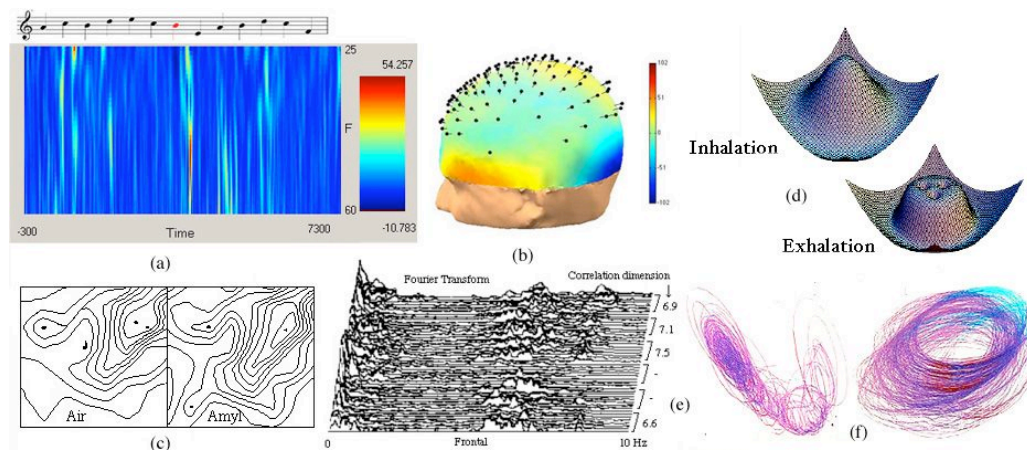 25
54.257
F
60
-10.783
-300
Time
7300
(a)
102
51
-51
-102
(b)
Inhalation
(d)
Exhalation
Air
Amyl
(c)
Fourier Transform
Correlation dimension
6.9
7.1
7.5
-
-
6.6
0
Frontal
10 Hz
(e)
(f)